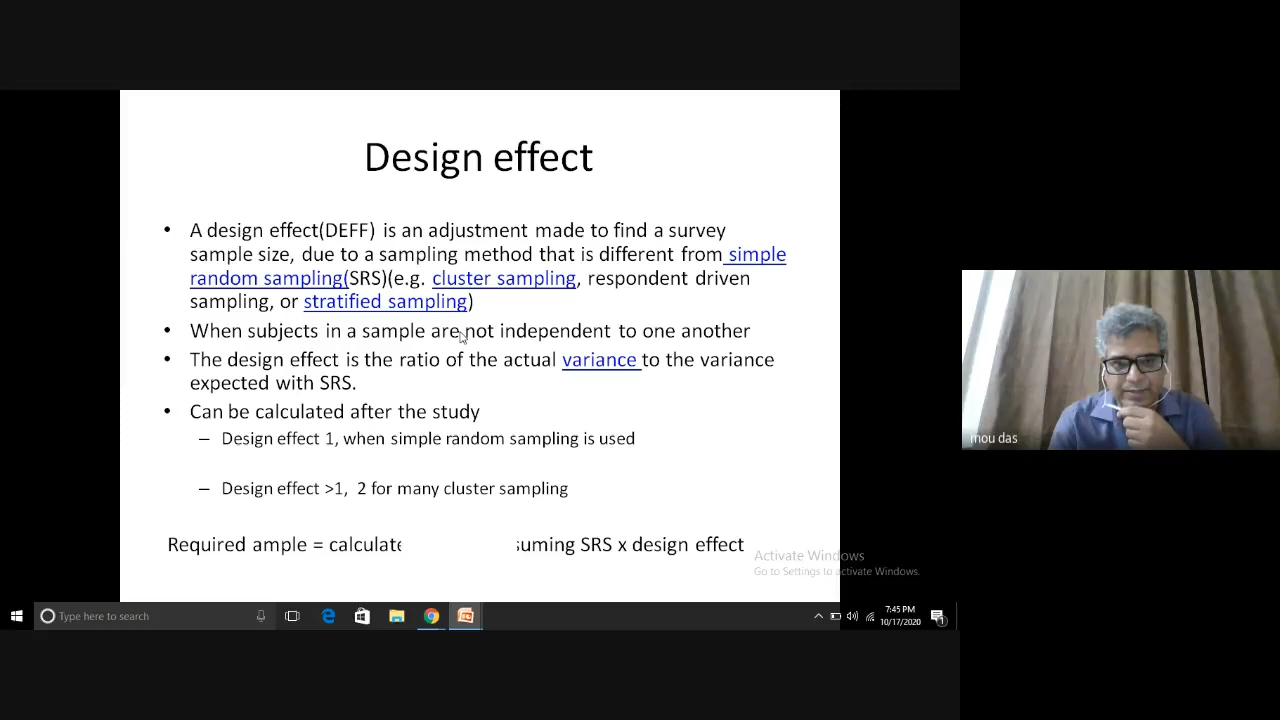 Design effect
• A design effect(DEFF) is an adjustment made to find a survey
sample size, due to a sampling method that is different from simple
random sampling(SRS)(e.g. cluster sampling, respondent driven
sampling, or stratified sampling)
• When subjects in a sample are not independent to one another
• The design effect is the ratio of the actual variance to the variance
expected with SRS.
• Can be calculated after the study
– Design effect 1, when simple random sampling is used
– Design effect >1, 2 for many cluster sampling
Required ample = calculate suming SRS x design effect
Activate Windows
Go to Settings to activate Windows.
mou das
Type here to search
7:45 PM
10/17/2020
1